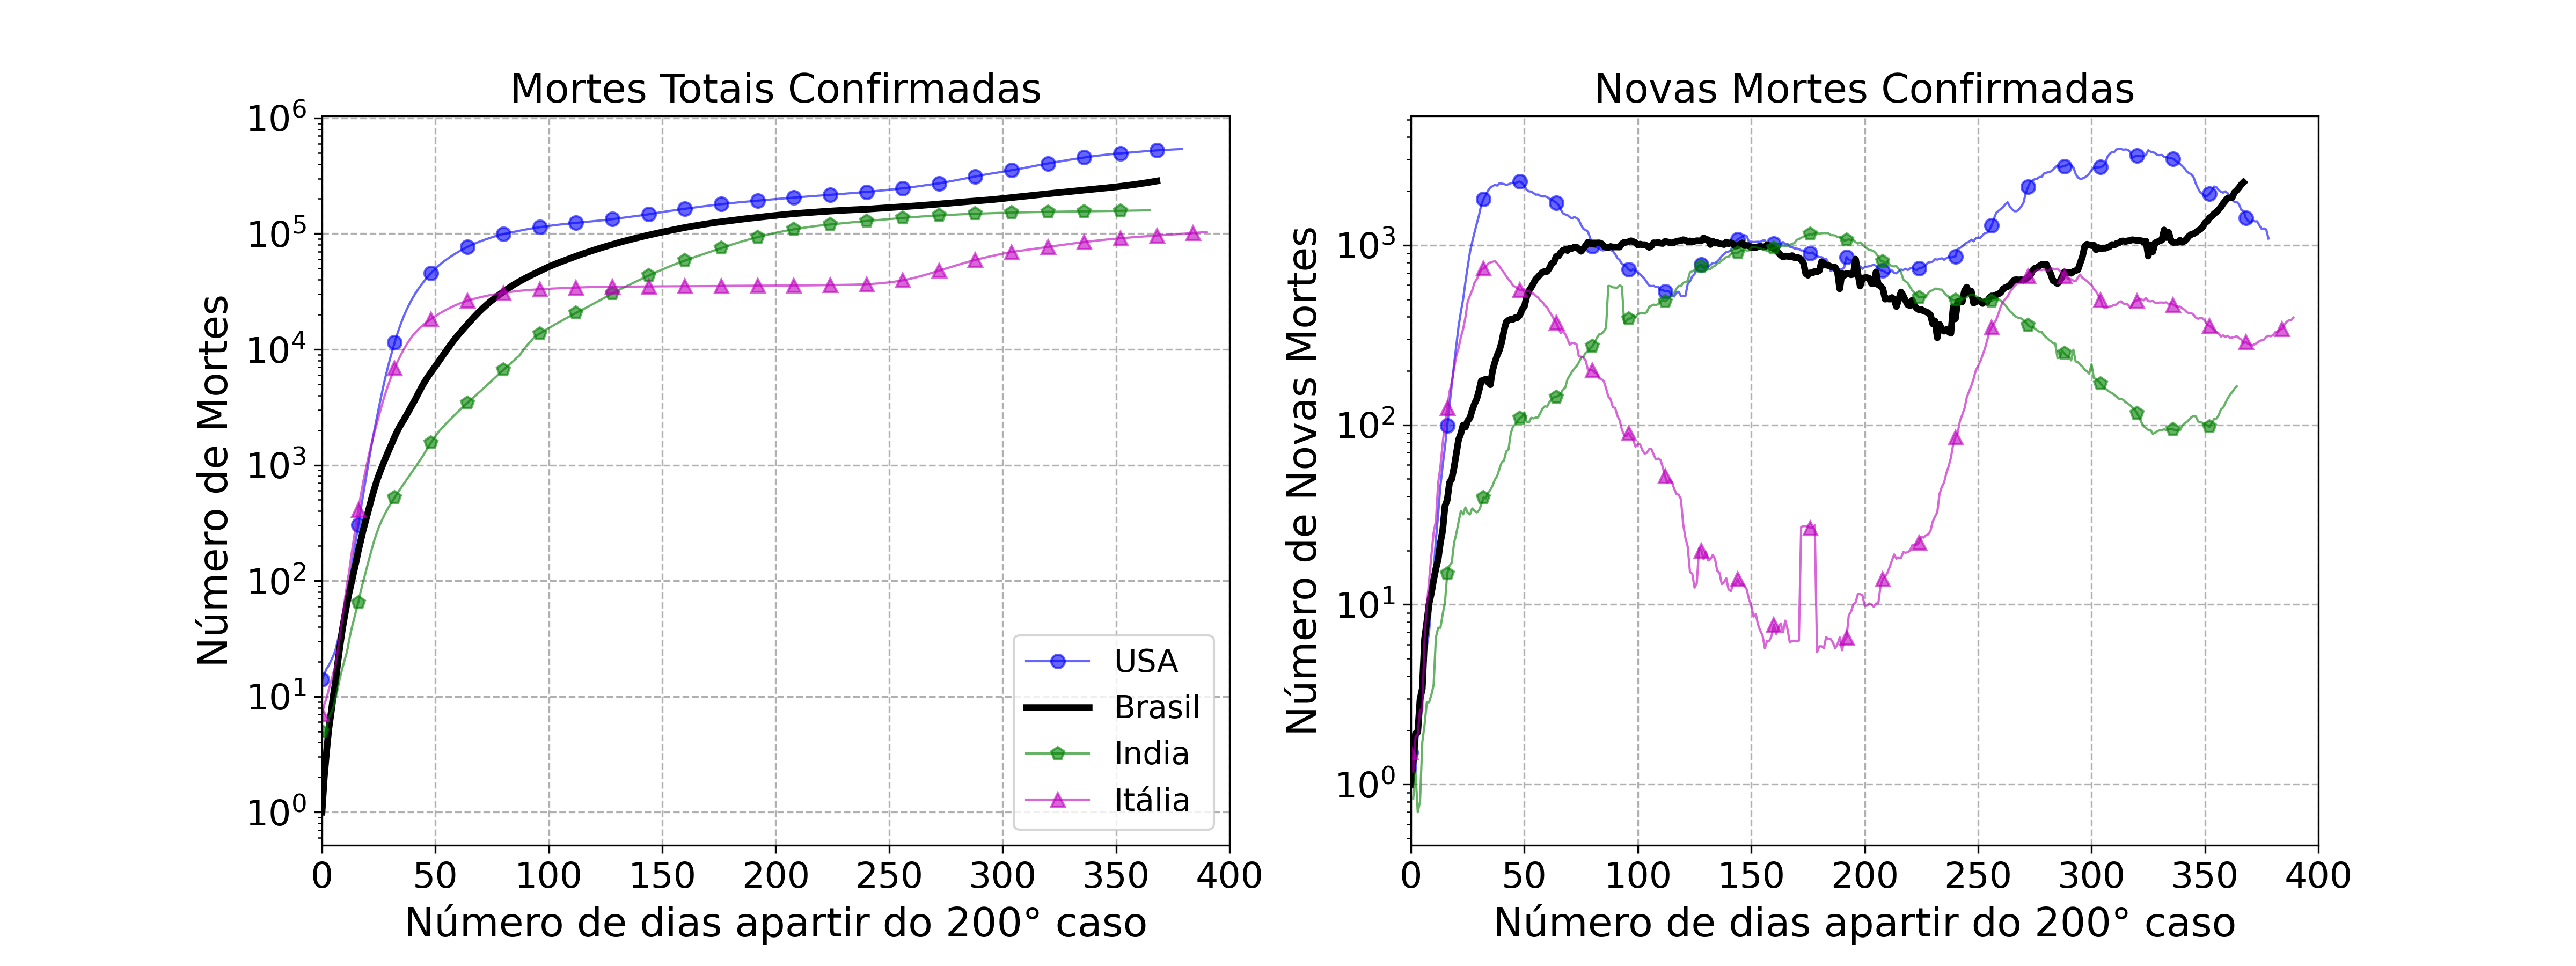 Mortes Totais Confirmadas
Número de Mortes
10^6
10^5
10^4
10^3
10^2
10^1
10^0
0 50 100 150 200 250 300 350 400
Número de dias apartir do 200° caso
USA
Brasil
India
Itália
Novas Mortes Confirmadas
Número de Novas Mortes
10^3
10^2
10^1
10^0
0 50 100 150 200 250 300 350 400
Número de dias apartir do 200° caso